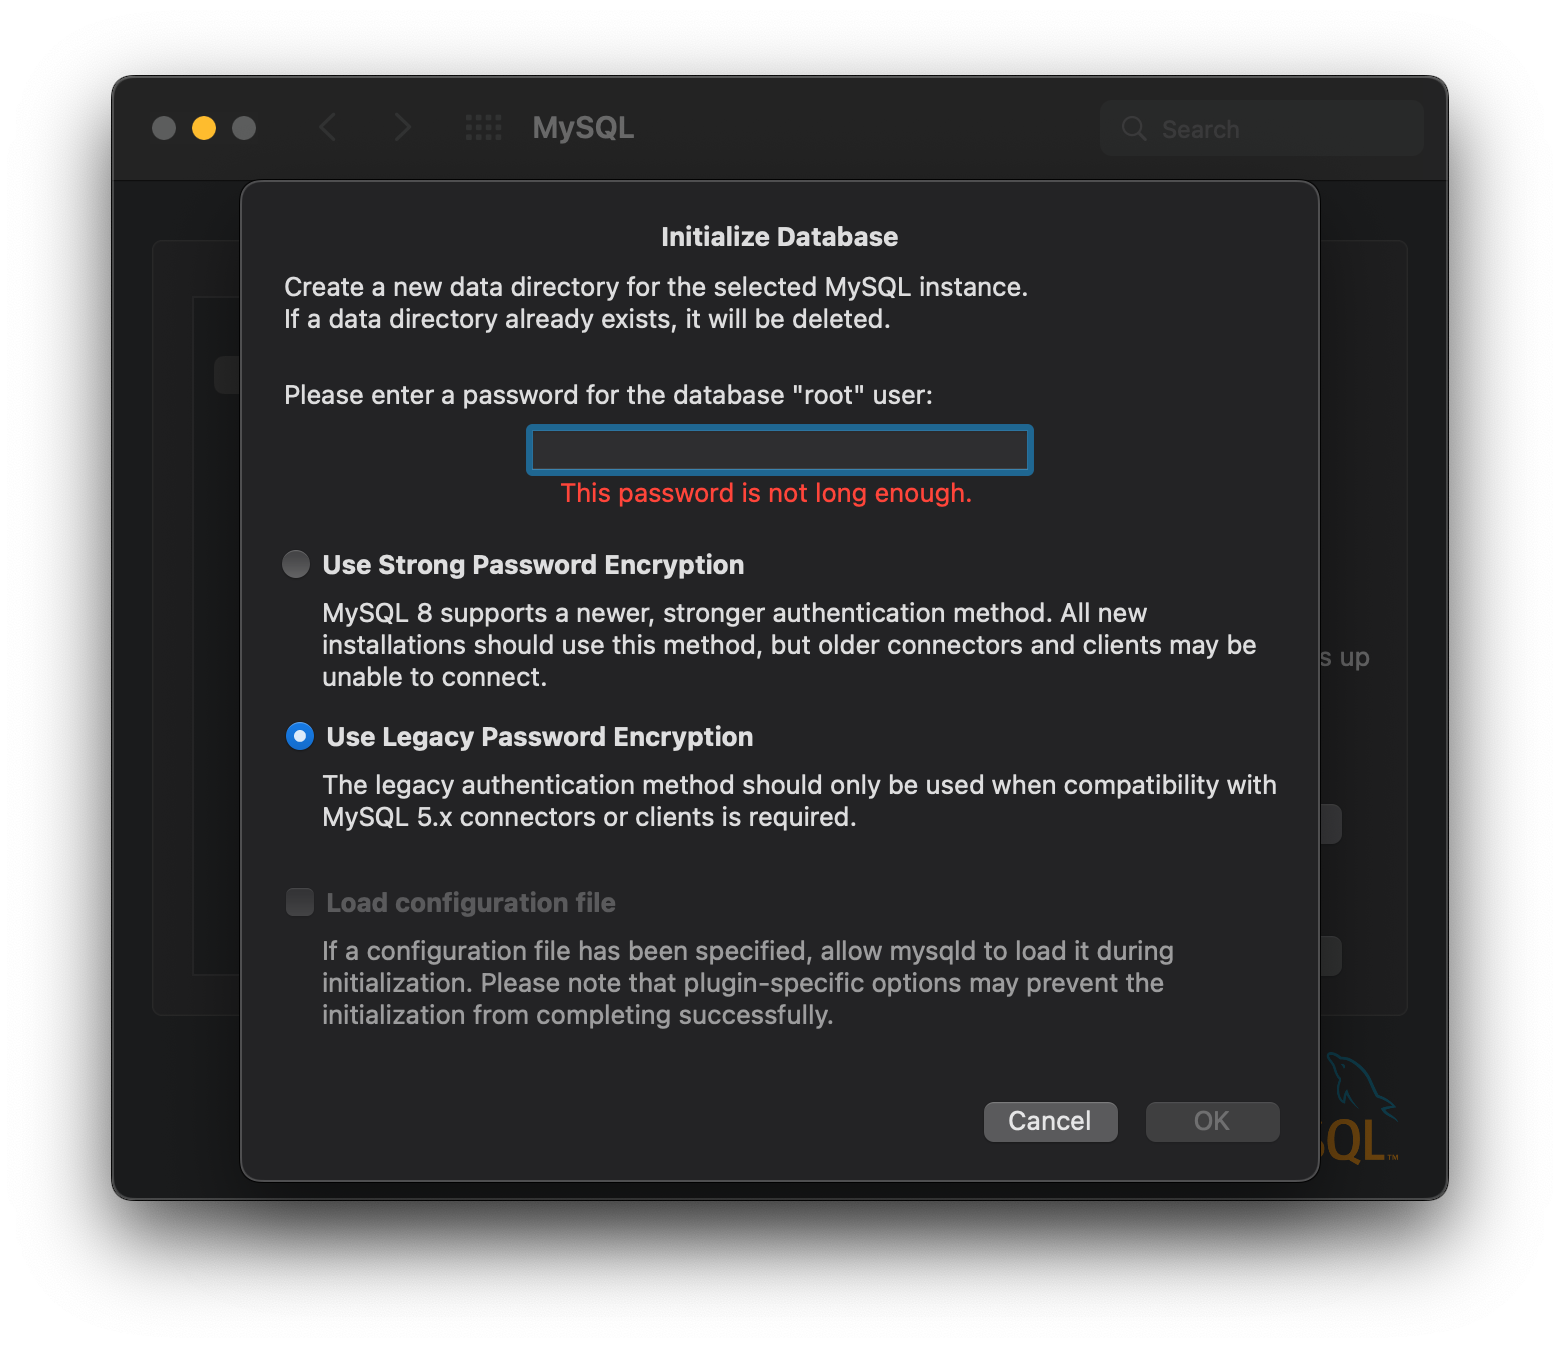 MySQL
Search
Initialize Database
Create a new data directory for the selected MySQL instance.
If a data directory already exists, it will be deleted.
Please enter a password for the database "root" user:
This password is not long enough.
Use Strong Password Encryption
MySQL 8 supports a newer, stronger authentication method. All new
installations should use this method, but older connectors and clients may be
unable to connect.
s up
Use Legacy Password Encryption
The legacy authentication method should only be used when compatibility with
MySQL 5.x connectors or clients is required.
Load configuration file
If a configuration file has been specified, allow mysqld to load it during
initialization. Please note that plugin-specific options may prevent the
initialization from completing successfully.
Cancel
OK
QL™